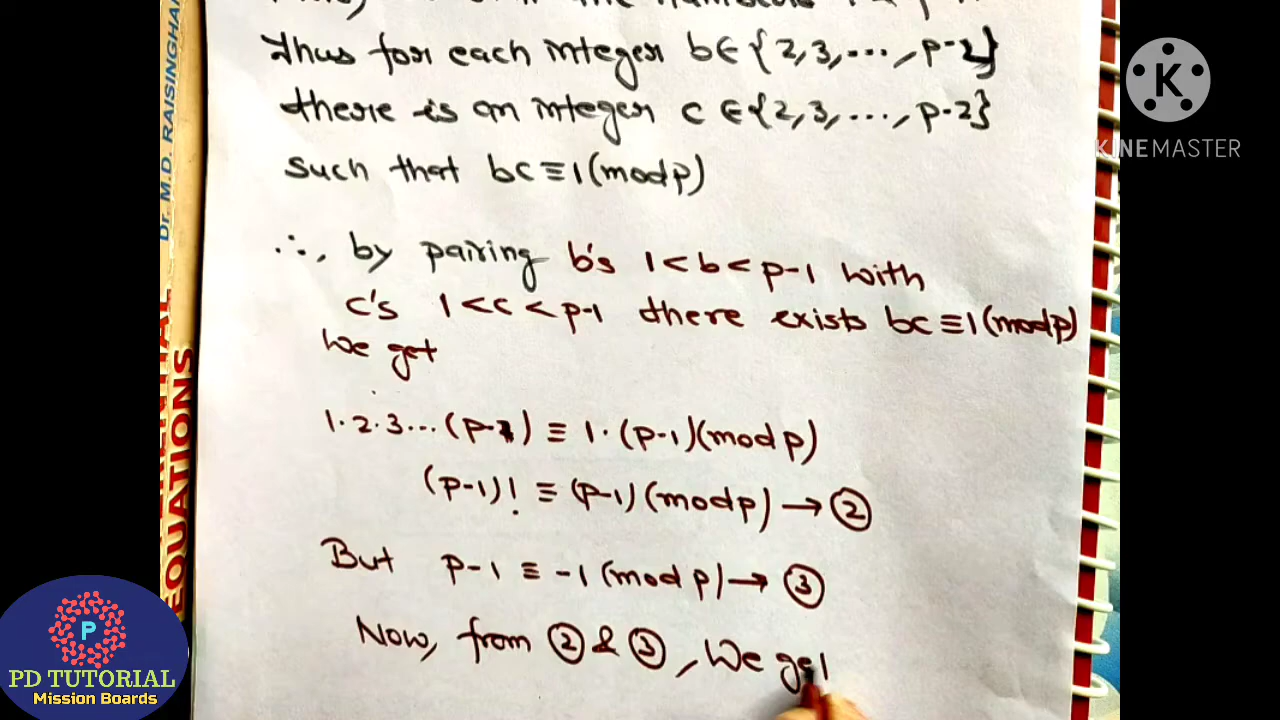 Thus for each integer b∈{2,3,...,p-2}
there is an integer c∈{2,3,...,p-2}
such that bc≡1(mod p)
∴, by pairing b's 1<b<p-1 with
c's 1<c<p-1 there exists bc≡1(mod p)
We get
1·2·3...(p-1) ≡ 1·(p-1)(mod p)
(p-1)! ≡ (p-1)(mod p) → ②
But p-1 ≡ -1 (mod p) → ③
Now, from ② & ③, We get
Dr. M.D. RAISINGHAN
EQUATIONS
K
KINEMASTER
P
PD TUTORIAL
Mission Boards